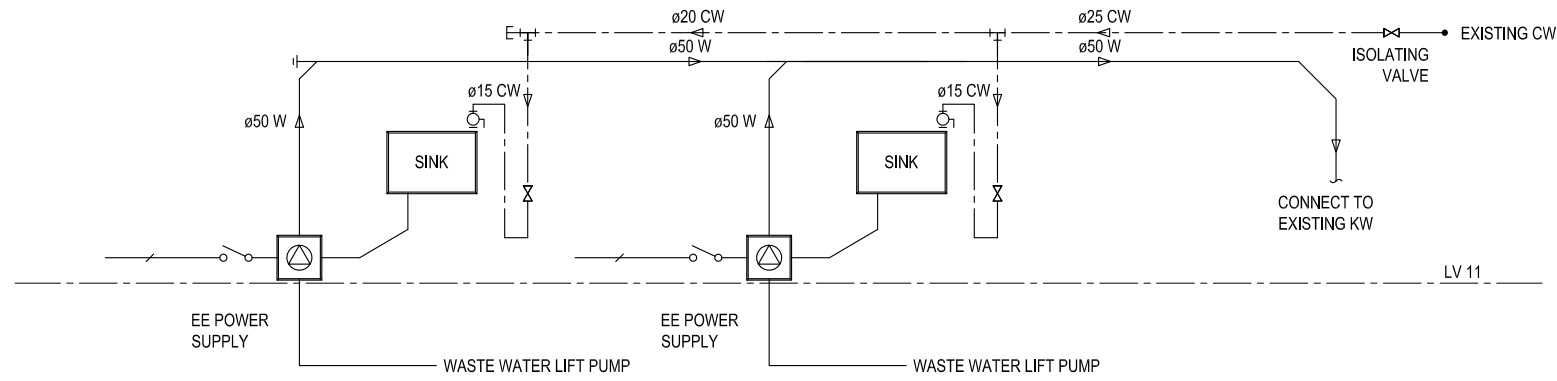 ø20 CW
ø25 CW
EXISTING CW
ø50 W
ø50 W
ISOLATING
VALVE
ø15 CW
ø15 CW
ø50 W
ø50 W
SINK
SINK
CONNECT TO
EXISTING KW
LV 11
EE POWER
SUPPLY
EE POWER
SUPPLY
WASTE WATER LIFT PUMP
WASTE WATER LIFT PUMP